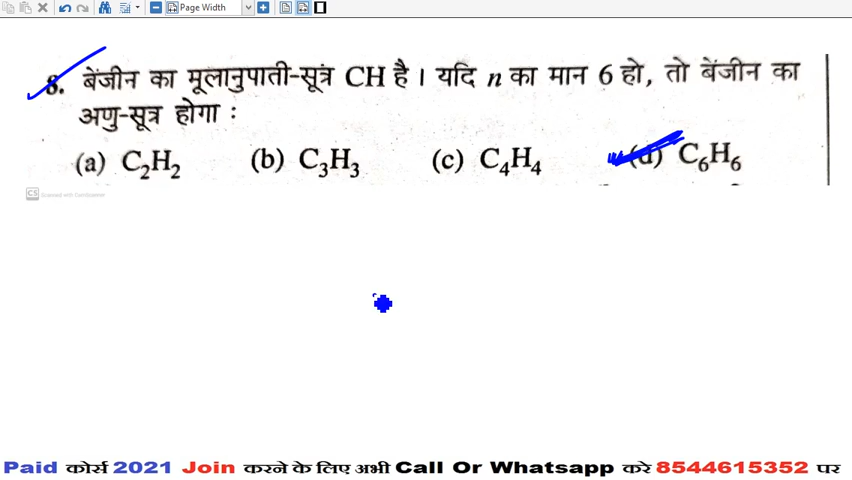 Page Width
8. बेंजीन का मूलानुपाती-सूत्र CH है। यदि n का मान 6 हो, तो बेंजीन का
अणु-सूत्र होगा :
(a) C₂H₂ (b) C₃H₃ (c) C₄H₄ (d) C₆H₆
CS Scanned with CamScanner
Paid कोर्स 2021 Join करने के लिए अभी Call Or Whatsapp करे 8544615352 पर